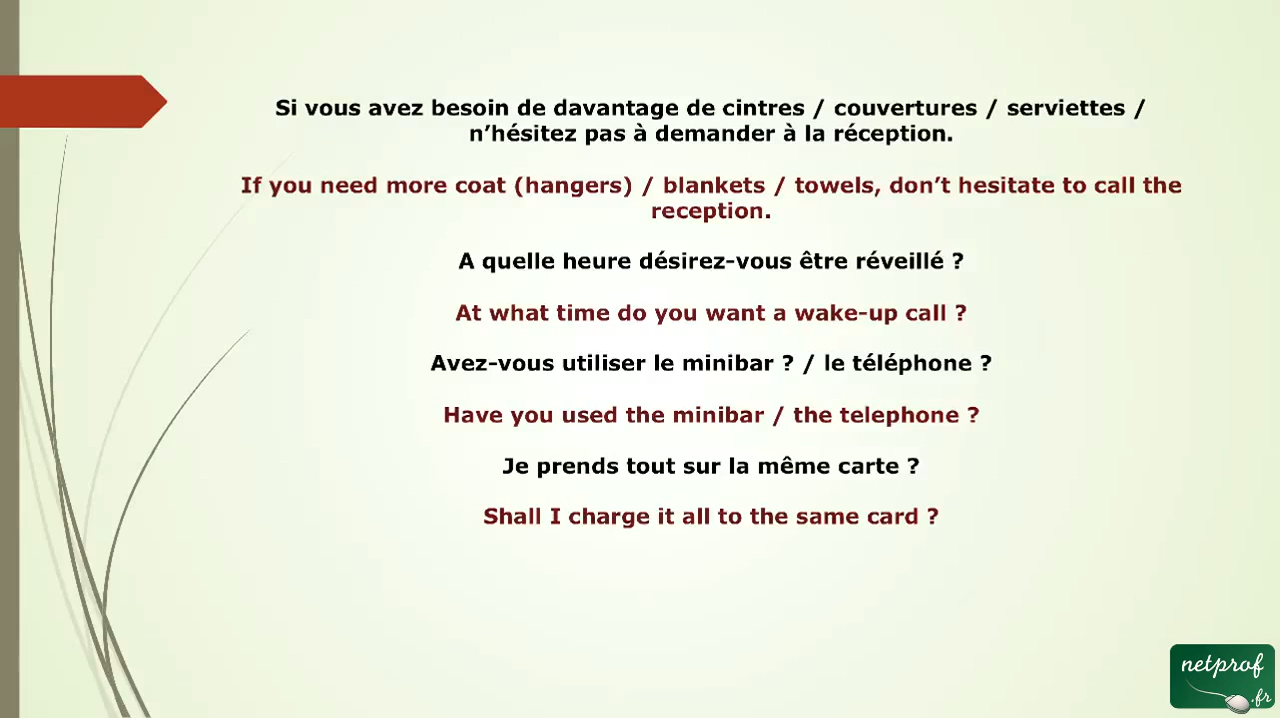 Si vous avez besoin de davantage de cintres / couvertures / serviettes /
n’hésitez pas à demander à la réception.
If you need more coat (hangers) / blankets / towels, don’t hesitate to call the
reception.
A quelle heure désirez-vous être réveillé ?
At what time do you want a wake-up call ?
Avez-vous utiliser le minibar ? / le téléphone ?
Have you used the minibar / the telephone ?
Je prends tout sur la même carte ?
Shall I charge it all to the same card ?
netprof
.fr